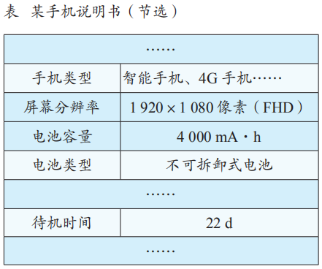 表 某手机说明书（节选）
……
手机类型 智能手机、4G 手机……
屏幕分辨率 1 920×1 080 像素（FHD）
电池容量 4 000 mA·h
电池类型 不可拆卸式电池
……
待机时间 22 d
……